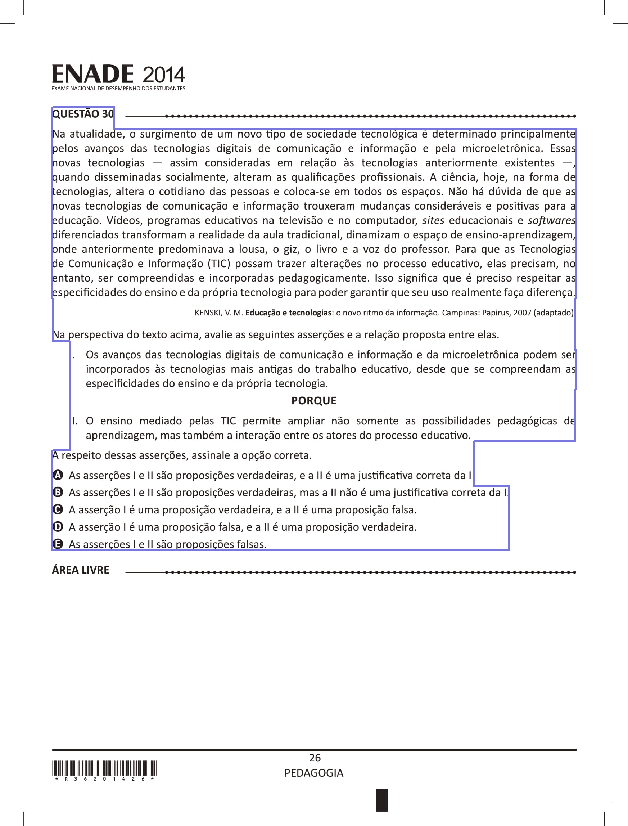 ENADE 2014
EXAME NACIONAL DE DESEMPENHO DOS ESTUDANTES
QUESTÃO 30
Na atualidade, o surgimento de um novo tipo de sociedade tecnológica é determinado principalmente
pelos avanços das tecnologias digitais de comunicação e informação e pela microeletrônica. Essas
novas tecnologias — assim consideradas em relação às tecnologias anteriormente existentes —,
quando disseminadas socialmente, alteram as qualificações profissionais. A ciência, hoje, na forma de
tecnologias, altera o cotidiano das pessoas e coloca-se em todos os espaços. Não há dúvida de que as
novas tecnologias de comunicação e informação trouxeram mudanças consideráveis e positivas para a
educação. Vídeos, programas educativos na televisão e no computador, sites educacionais e softwares
diferenciados transformam a realidade da aula tradicional, dinamizam o espaço de ensino-aprendizagem,
onde anteriormente predominava a lousa, o giz, o livro e a voz do professor. Para que as Tecnologias
de Comunicação e Informação (TIC) possam trazer alterações no processo educativo, elas precisam, no
entanto, ser compreendidas e incorporadas pedagogicamente. Isso significa que é preciso respeitar as
especificidades do ensino e da própria tecnologia para poder garantir que seu uso realmente faça diferença.
KENSKI, V. M. Educação e tecnologias: o novo ritmo da informação. Campinas: Papirus, 2007 (adaptado).
Na perspectiva do texto acima, avalie as seguintes asserções e a relação proposta entre elas.
I. Os avanços das tecnologias digitais de comunicação e informação e da microeletrônica podem ser
incorporados às tecnologias mais antigas do trabalho educativo, desde que se compreendam as
especificidades do ensino e da própria tecnologia.
PORQUE
II. O ensino mediado pelas TIC permite ampliar não somente as possibilidades pedagógicas de
aprendizagem, mas também a interação entre os atores do processo educativo.
A respeito dessas asserções, assinale a opção correta.
A As asserções I e II são proposições verdadeiras, e a II é uma justificativa correta da I.
B As asserções I e II são proposições verdadeiras, mas a II não é uma justificativa correta da I.
C A asserção I é uma proposição verdadeira, e a II é uma proposição falsa.
D A asserção I é uma proposição falsa, e a II é uma proposição verdadeira.
E As asserções I e II são proposições falsas.
ÁREA LIVRE
26
PEDAGOGIA
*R36201426*